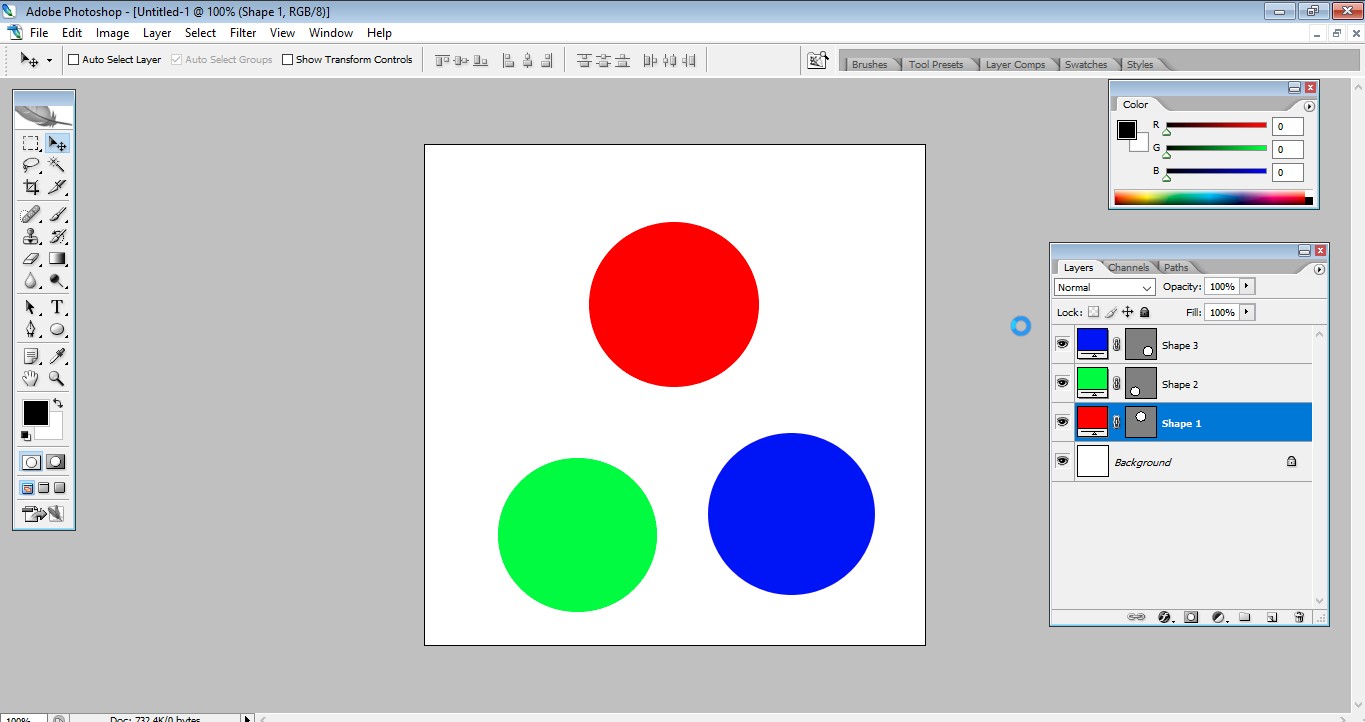 Adobe Photoshop - [Untitled-1 @ 100% (Shape 1, RGB/8)]
File Edit Image Layer Select Filter View Window Help
Auto Select Layer Auto Select Groups Show Transform Controls
Brushes Tool Presets Layer Comps Swatches Styles
Color
R 0
G 0
B 0
T
Layers Channels Paths
Normal Opacity: 100%
Lock: Fill: 100%
Shape 3
Shape 2
Shape 1
Background
100% Doc: 732.4K/0 bytes